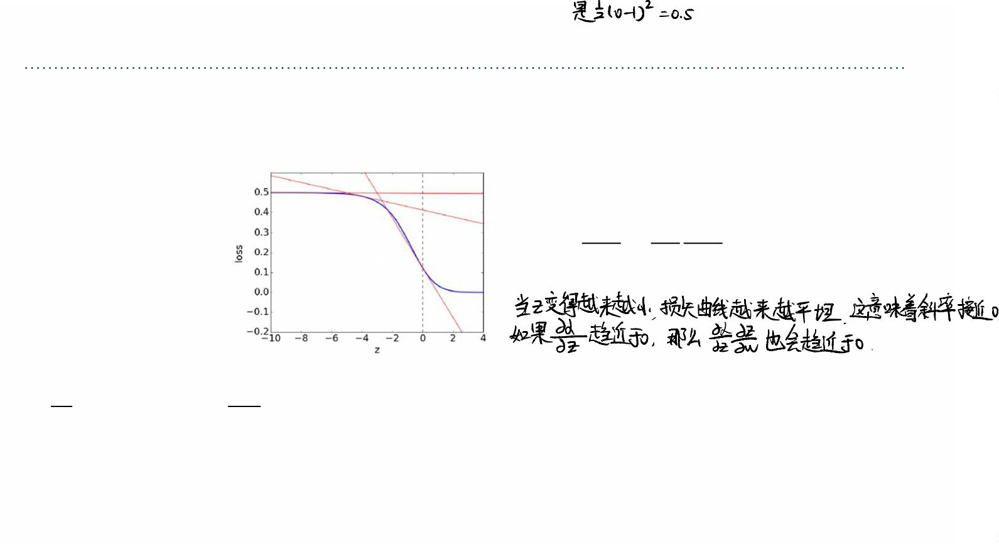 是½(0-1)² =0.5
0.5
0.4
0.3
0.2
0.1
0.0
−0.1
−0.2
loss
−10 −8 −6 −4 −2 0 2 4
z
当z变得越来越小,损失曲线越来越平坦,这意味着斜率接近0
如果∂L/∂z趋近于0,那么 ∂L/∂z ∂z/∂w 也会趋近于0.